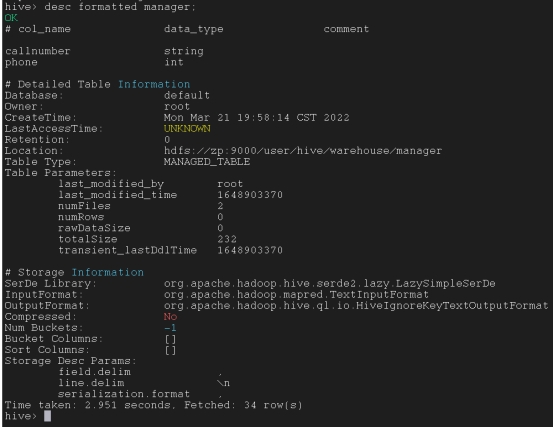 hive> desc formatted manager;
OK
# col_name data_type comment
callnumber string
phone int
# Detailed Table Information
Database: default
Owner: root
CreateTime: Mon Mar 21 19:58:14 CST 2022
LastAccessTime: UNKNOWN
Retention: 0
Location: hdfs://zp:9000/user/hive/warehouse/manager
Table Type: MANAGED_TABLE
Table Parameters:
last_modified_by root
last_modified_time 1648903370
numFiles 2
numRows 0
rawDataSize 0
totalSize 232
transient_lastDdlTime 1648903370
# Storage Information
SerDe Library: org.apache.hadoop.hive.serde2.lazy.LazySimpleSerDe
InputFormat: org.apache.hadoop.mapred.TextInputFormat
OutputFormat: org.apache.hadoop.hive.ql.io.HiveIgnoreKeyTextOutputFormat
Compressed: No
Num Buckets: -1
Bucket Columns: []
Sort Columns: []
Storage Desc Params:
field.delim ,
line.delim \n
serialization.format ,
Time taken: 2.951 seconds, Fetched: 34 row(s)
hive>